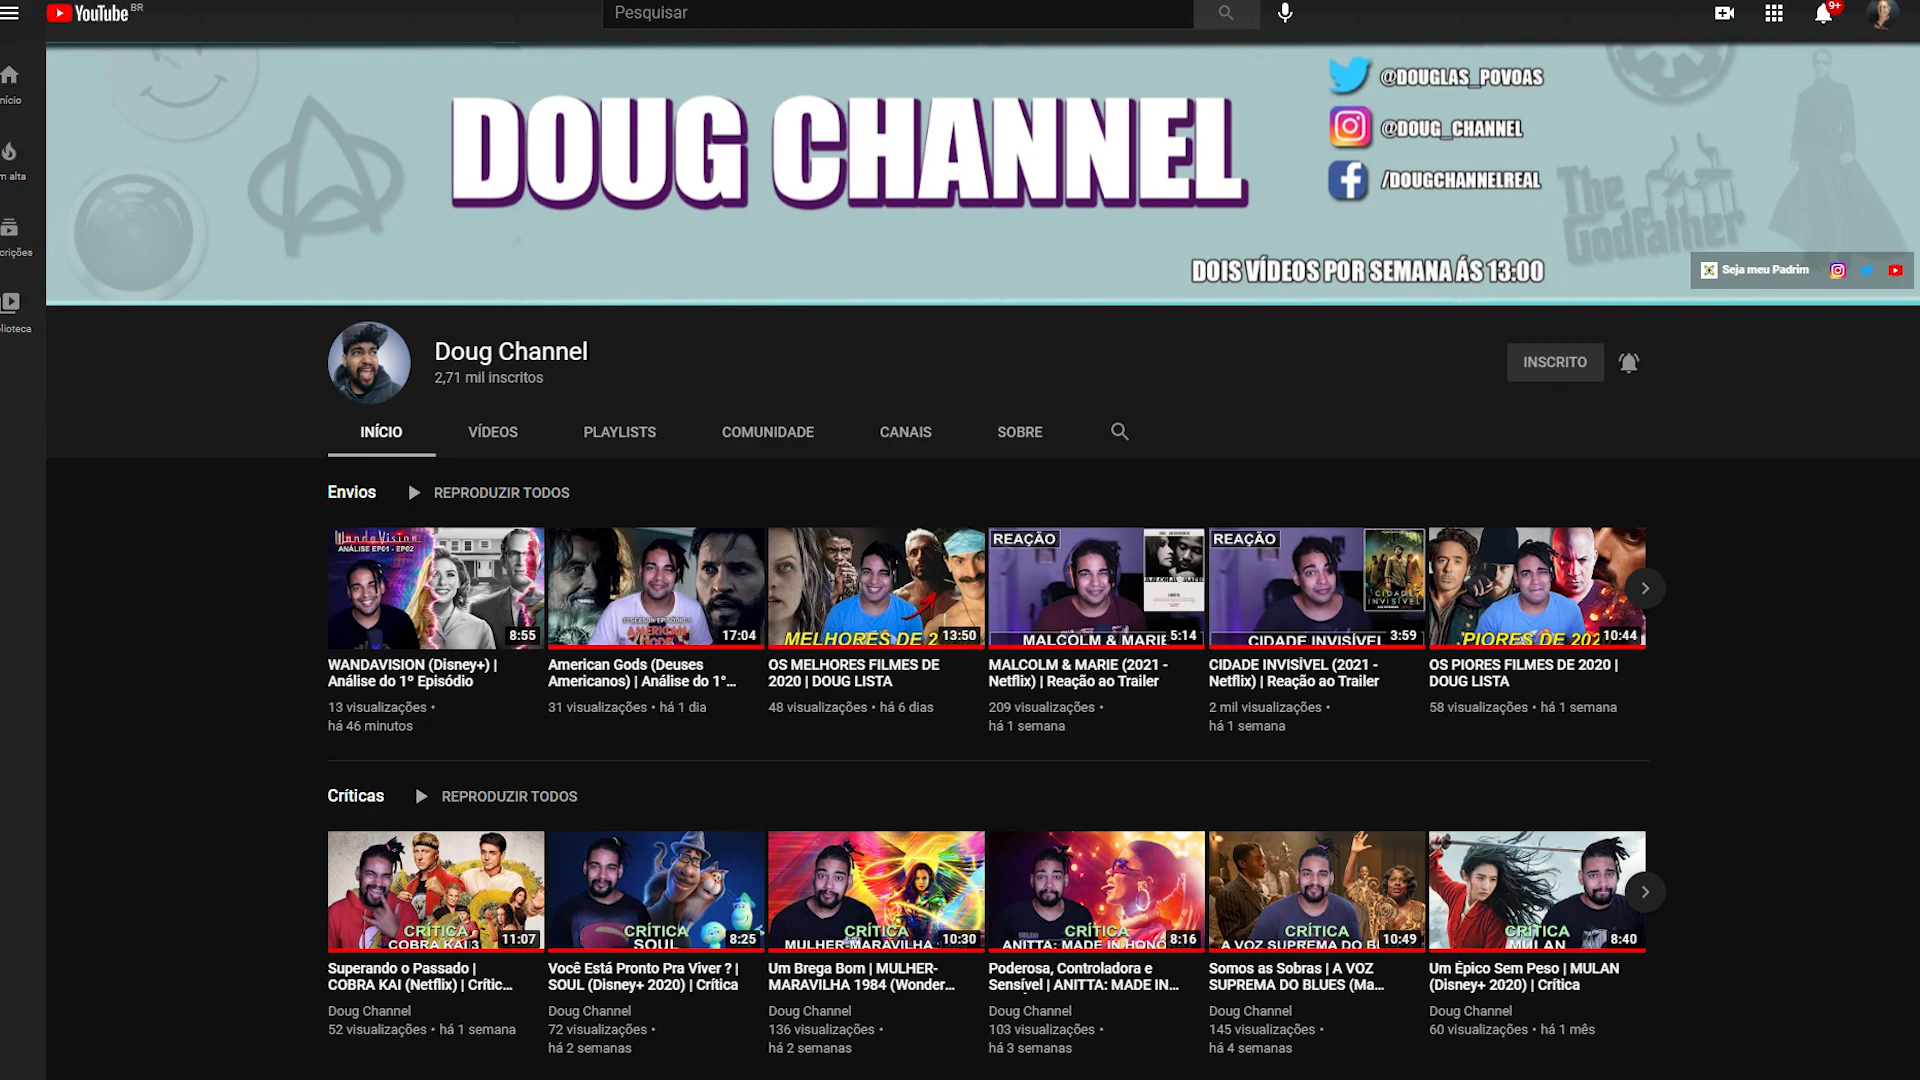 YouTube BR
Pesquisar
9+
Início
Em alta
Inscrições
Biblioteca
DOUG CHANNEL
@DOUGLAS_POVOAS
@DOUG_CHANNEL
/DOUGCHANNELREAL
The Godfather
DOIS VÍDEOS POR SEMANA ÁS 13:00
Seja meu Padrim
Doug Channel
2,71 mil inscritos
INSCRITO
INÍCIO VÍDEOS PLAYLISTS COMUNIDADE CANAIS SOBRE
Envios REPRODUZIR TODOS
WandaVision
ANÁLISE EP01 - EP02
8:55
AMERICAN GODS
17:04
MELHORES DE 2
13:50
REAÇÃO
MALCOLM & MARIE
5:14
REAÇÃO
CIDADE INVISÍVEL
CIDADE INVISÍVEL
3:59
PIORES DE 202
10:44
WANDAVISION (Disney+) |
Análise do 1º Episódio
13 visualizações •
há 46 minutos
American Gods (Deuses
Americanos) | Análise do 1°...
31 visualizações • há 1 dia
OS MELHORES FILMES DE
2020 | DOUG LISTA
48 visualizações • há 6 dias
MALCOLM & MARIE (2021 -
Netflix) | Reação ao Trailer
209 visualizações •
há 1 semana
CIDADE INVISÍVEL (2021 -
Netflix) | Reação ao Trailer
2 mil visualizações •
há 1 semana
OS PIORES FILMES DE 2020 |
DOUG LISTA
58 visualizações • há 1 semana
Críticas REPRODUZIR TODOS
CRÍTICA
COBRA KAI 3
11:07
CRÍTICA
SOUL
8:25
CRÍTICA
MULHER-MARAVILHA
10:30
CRÍTICA
ANITTA: MADE IN HONO
8:16
CRÍTICA
A VOZ SUPREMA DO B
10:49
CRÍTICA
MULAN
8:40
Superando o Passado |
COBRA KAI (Netflix) | Crític...
Doug Channel
52 visualizações • há 1 semana
Você Está Pronto Pra Viver ? |
SOUL (Disney+ 2020) | Crítica
Doug Channel
72 visualizações •
há 2 semanas
Um Brega Bom | MULHER-
MARAVILHA 1984 (Wonder...
Doug Channel
136 visualizações •
há 2 semanas
Poderosa, Controladora e
Sensível | ANITTA: MADE IN...
Doug Channel
103 visualizações •
há 3 semanas
Somos as Sobras | A VOZ
SUPREMA DO BLUES (Ma...
Doug Channel
145 visualizações •
há 4 semanas
Um Épico Sem Peso | MULAN
(Disney+ 2020) | Crítica
Doug Channel
60 visualizações • há 1 mês